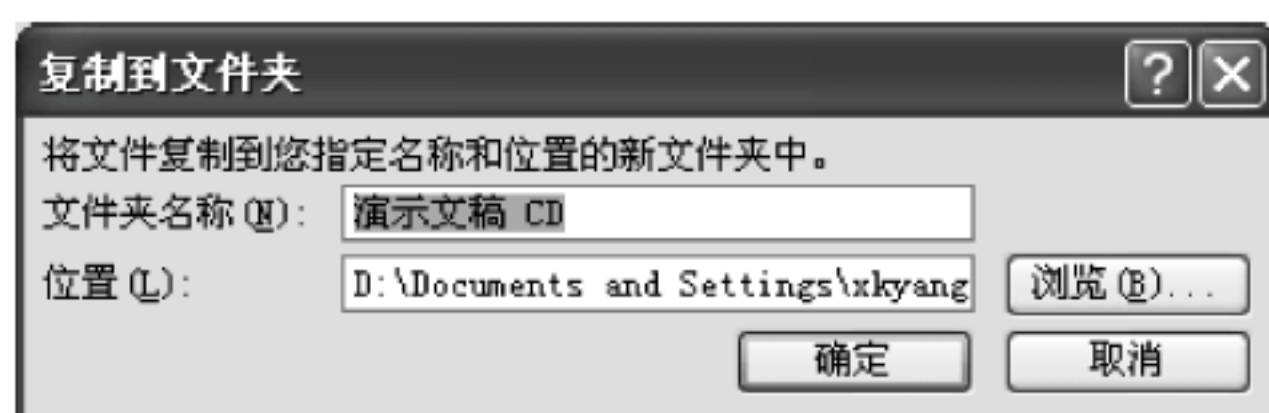 复制到文件夹
将文件复制到您指定名称和位置的新文件夹中。
文件夹名称(N): 演示文稿 CD
位置(L): D:\Documents and Settings\xkyang 浏览(B)...
确定 取消